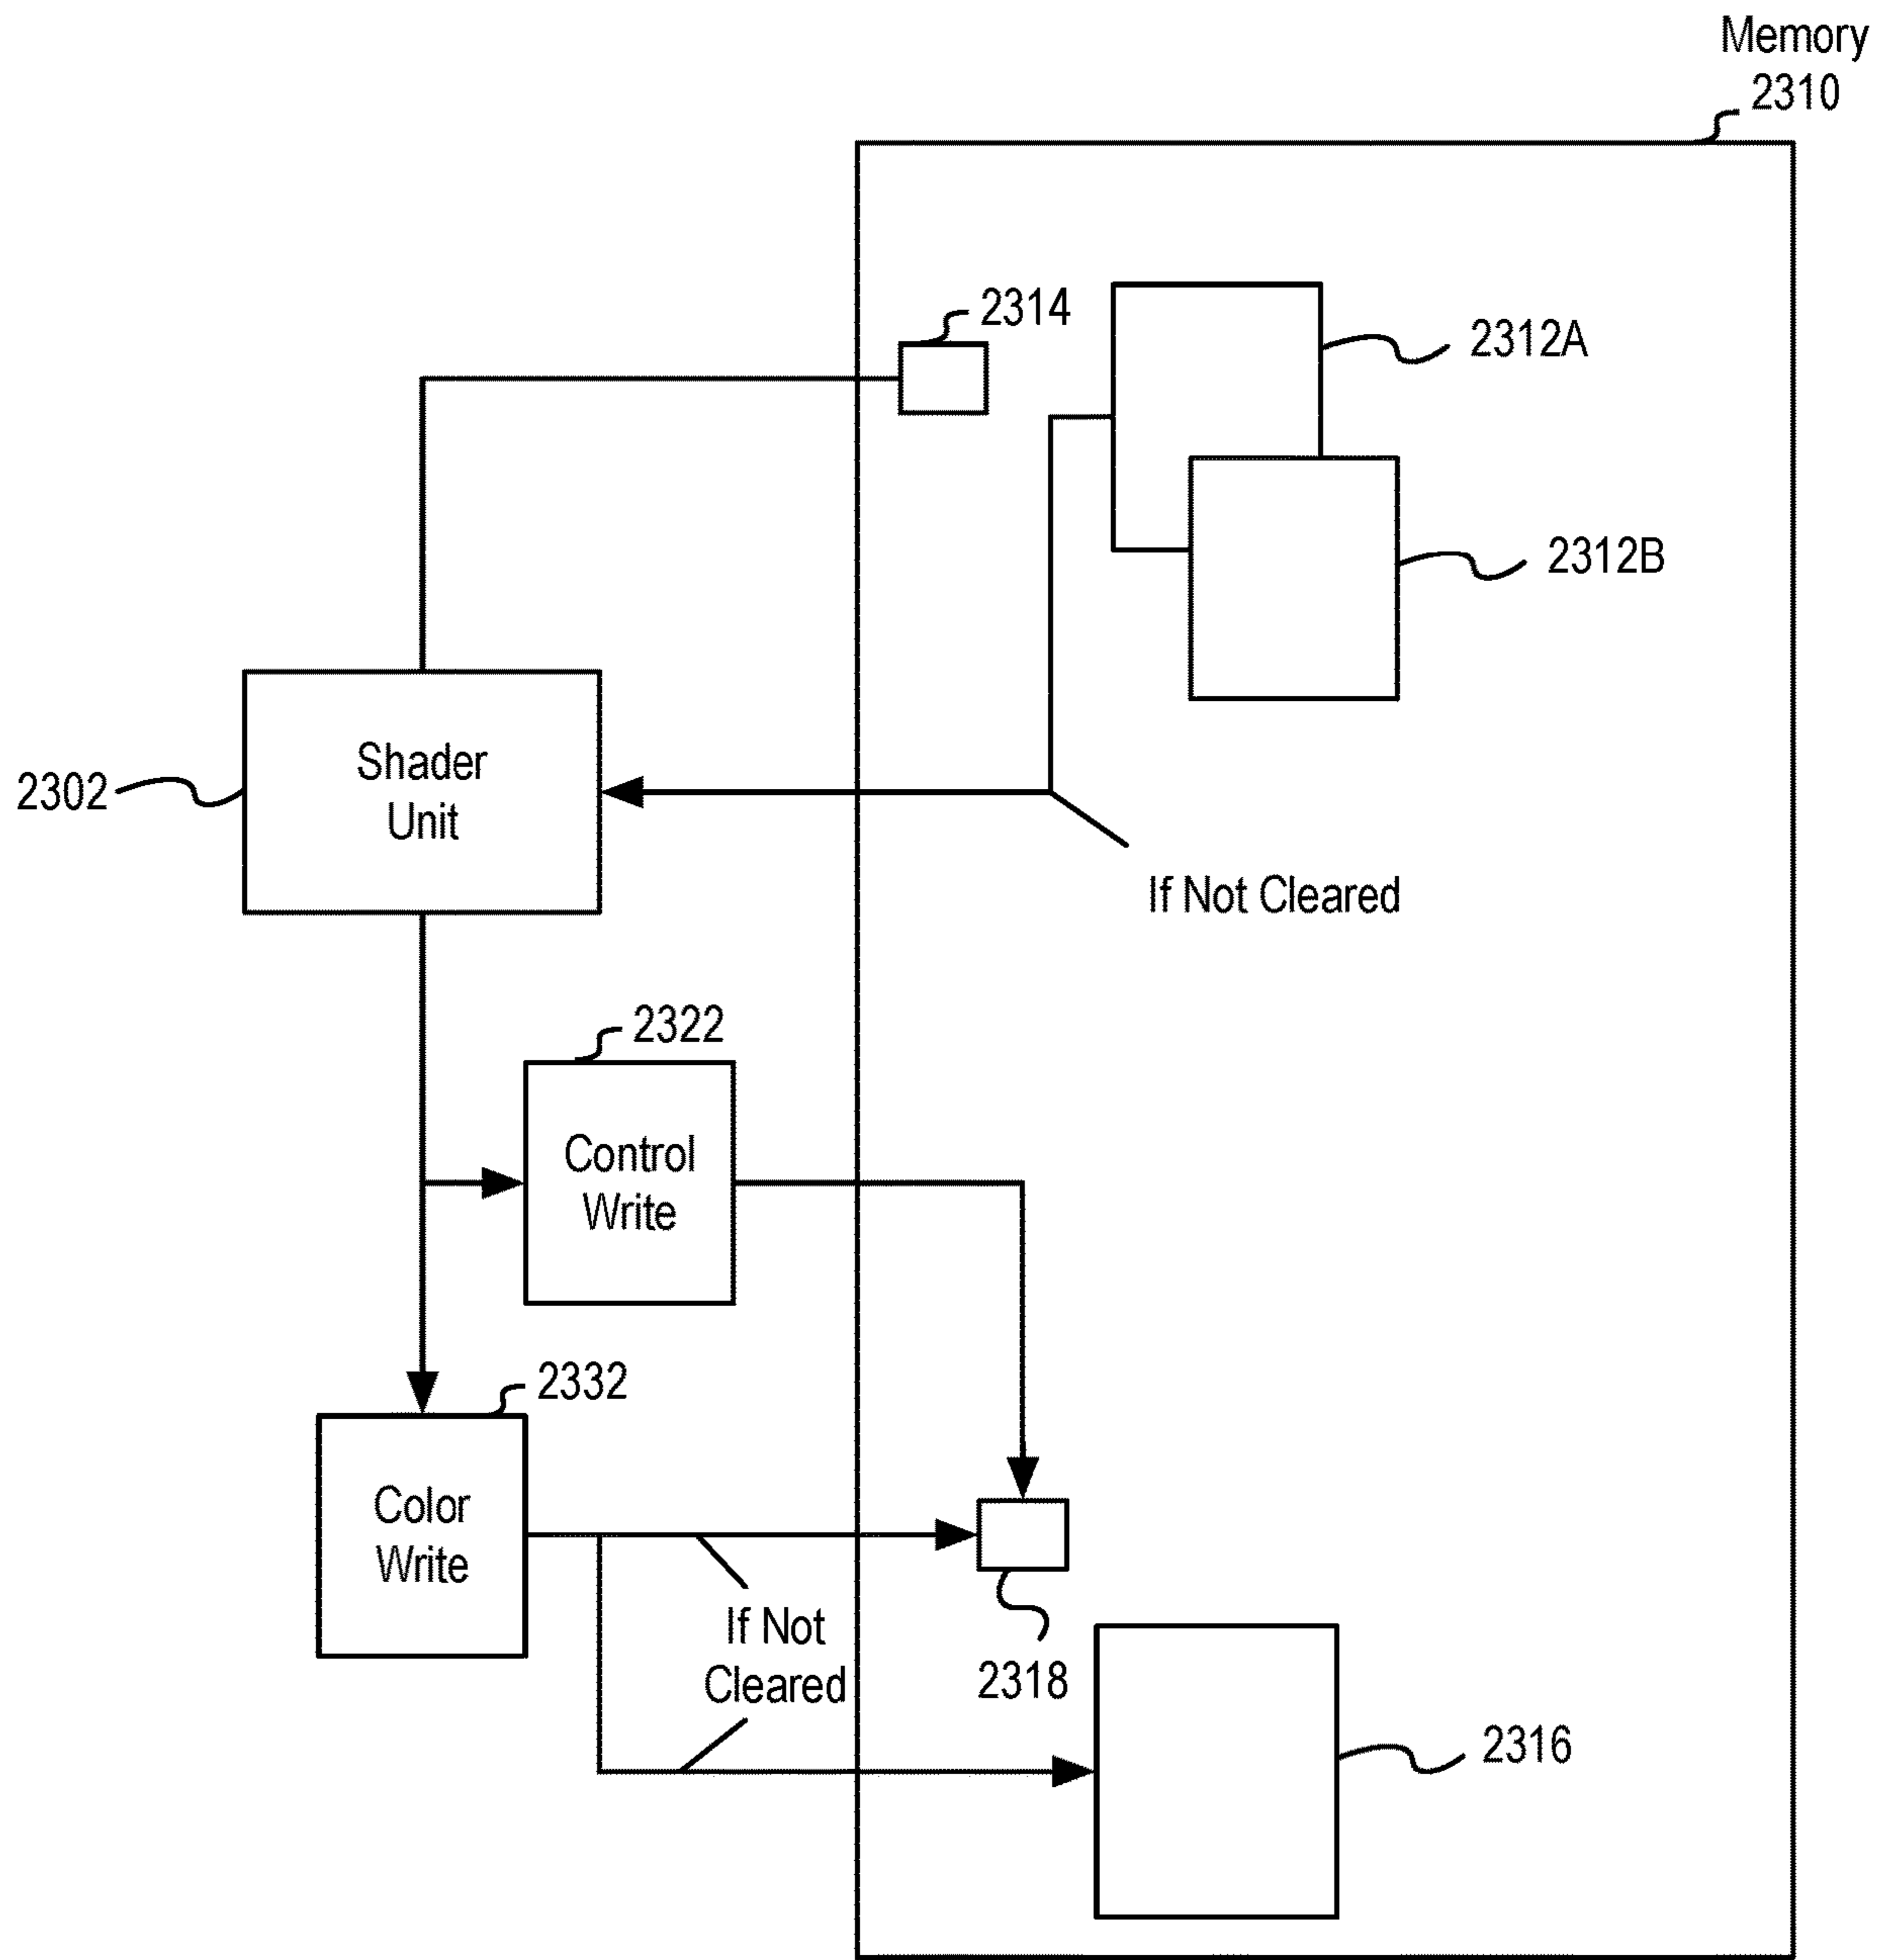 Memory
2310
2314
2312A
2312B
2302
Shader
Unit
If Not Cleared
2322
Control
Write
2332
Color
Write
If Not
Cleared
2318
2316